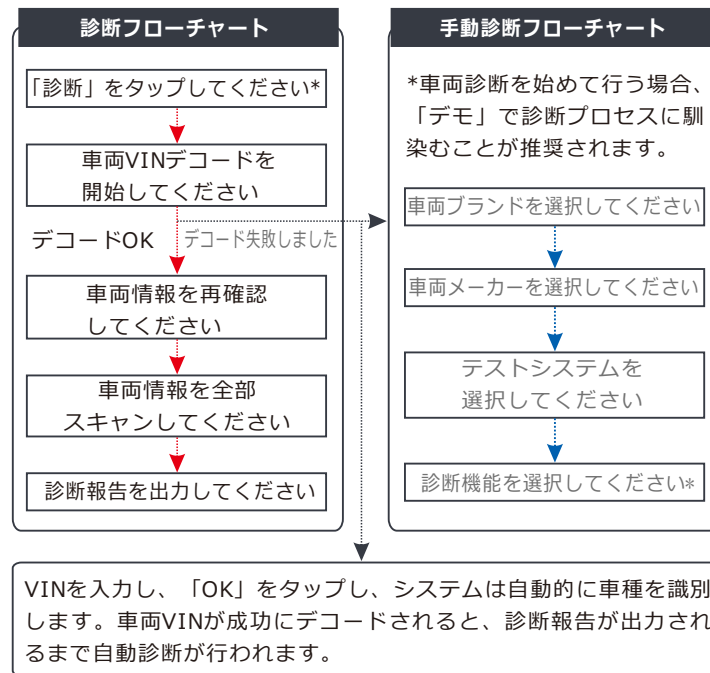 診断フローチャート
「診断」をタップしてください*
車両VINデコードを
開始してください
デコードOK
デコード失敗しました
車両情報を再確認
してください
車両情報を全部
スキャンしてください
診断報告を出力してください
手動診断フローチャート
*車両診断を始めて行う場合、
「デモ」で診断プロセスに馴
染むことが推奨されます。
車両ブランドを選択してください
車両メーカーを選択してください
テストシステムを
選択してください
診断機能を選択してください*
VINを入力し、「OK」をタップし、システムは自動的に車種を識別
します。車両VINが成功にデコードされると、診断報告が出力され
るまで自動診断が行われます。